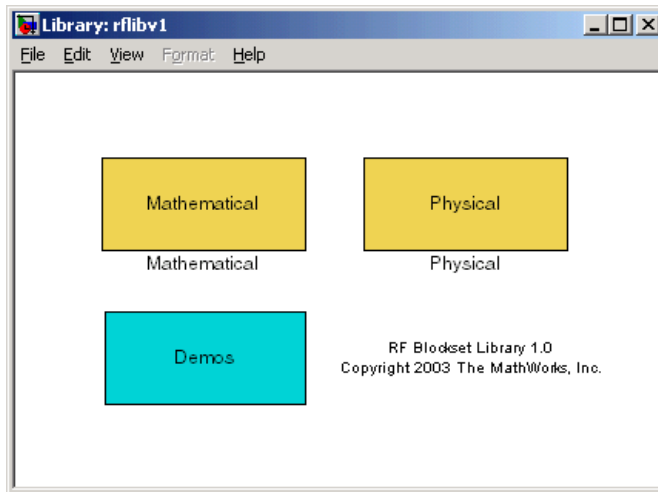 Library: rflibv1
File Edit View Format Help
Mathematical Physical
Mathematical Physical
Demos
RF Blockset Library 1.0
Copyright 2003 The MathWorks, Inc.